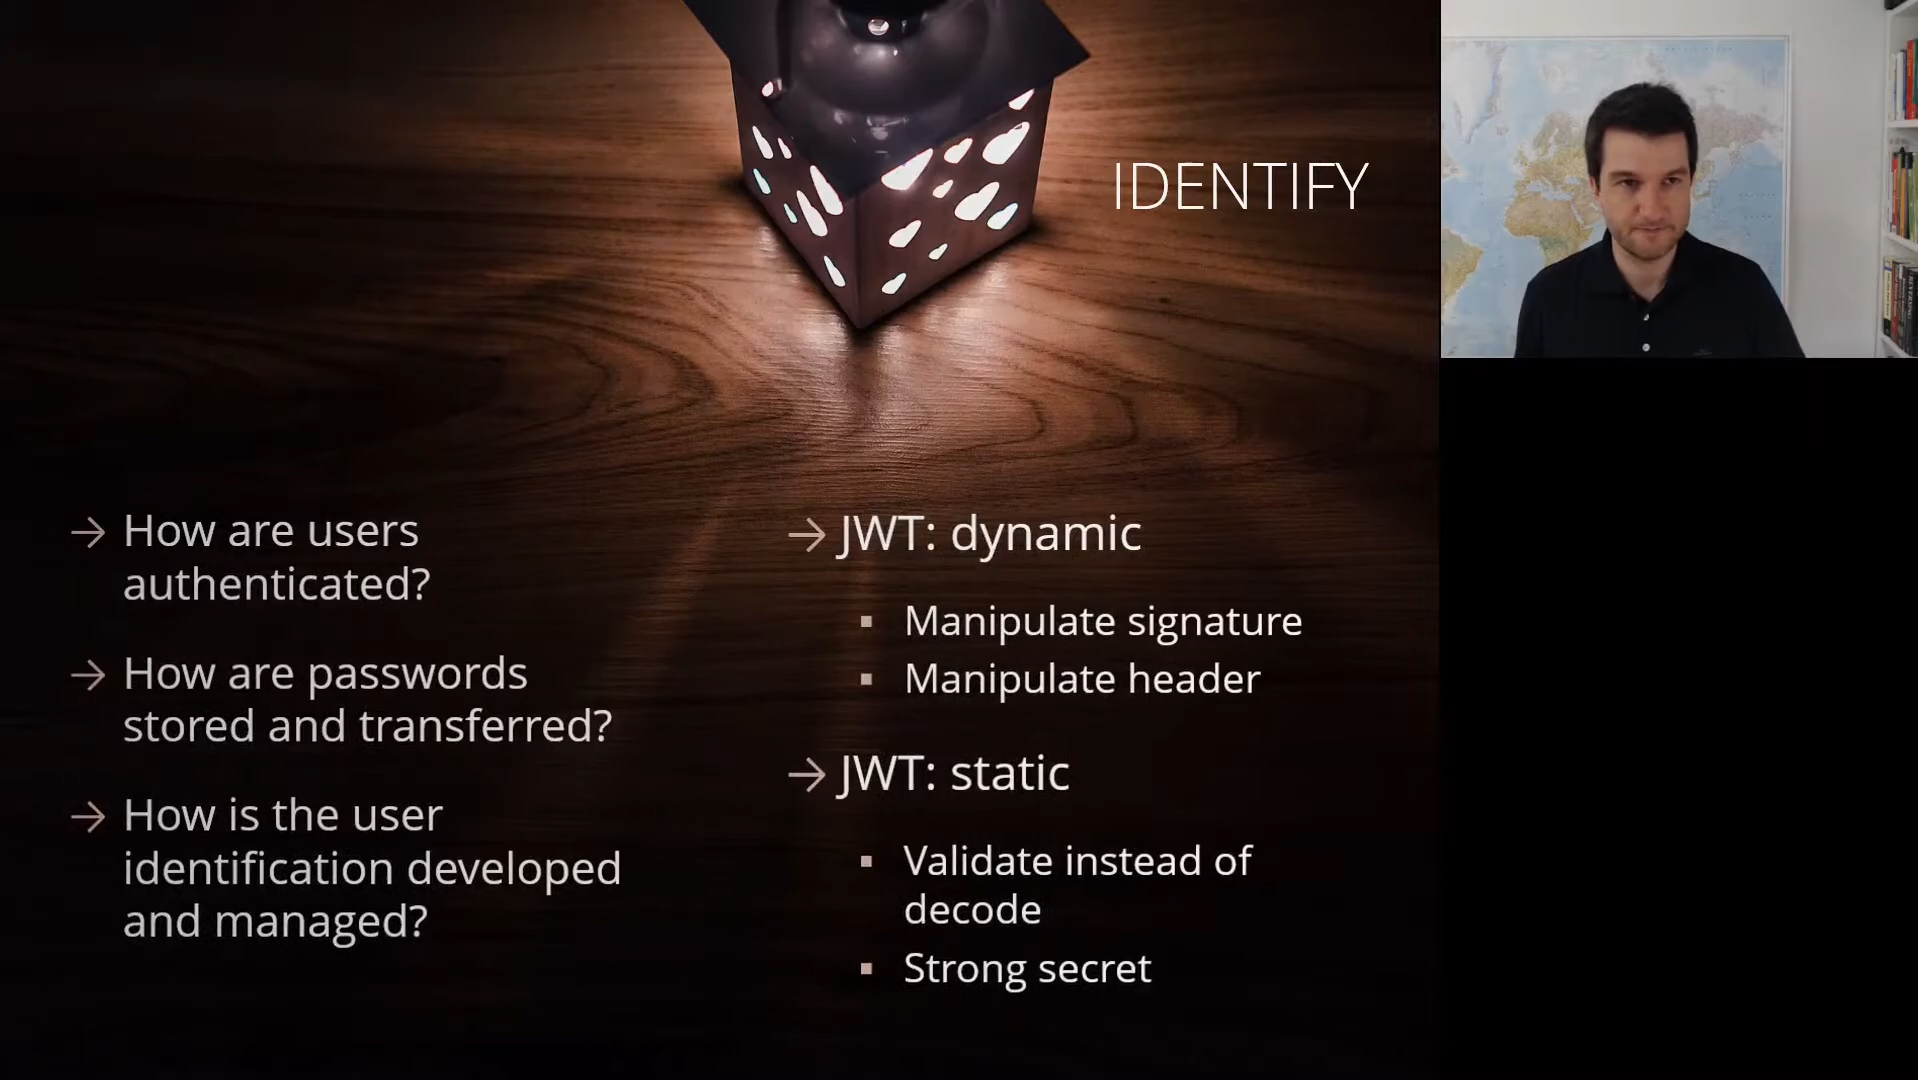 IDENTIFY
→ How are users
authenticated?
→ How are passwords
stored and transferred?
→ How is the user
identification developed
and managed?
→ JWT: dynamic
▪ Manipulate signature
▪ Manipulate header
→ JWT: static
▪ Validate instead of
decode
▪ Strong secret